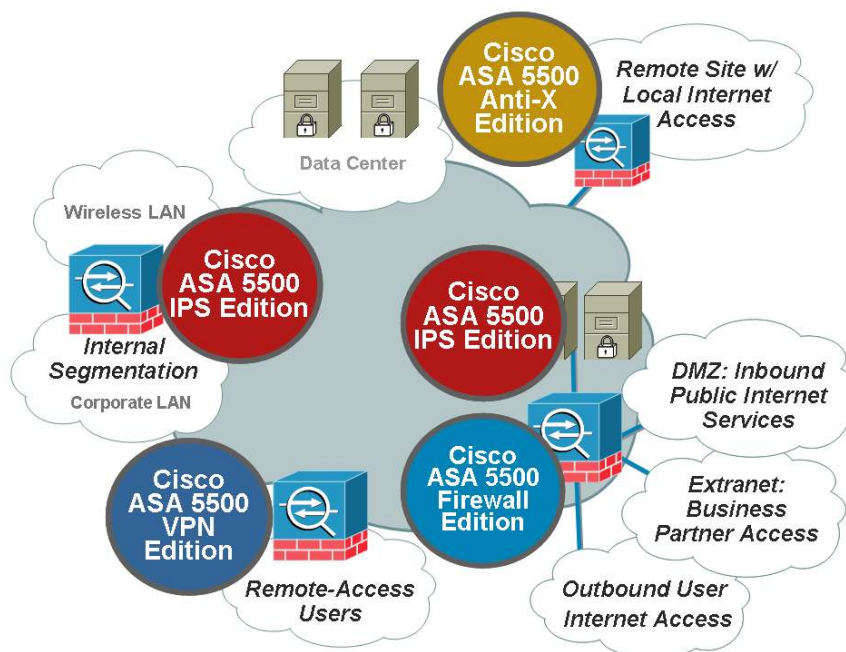 Cisco
ASA 5500
Anti-X
Edition
Remote Site w/
Local Internet
Access
Data Center
Wireless LAN
Cisco
ASA 5500
IPS Edition
Cisco
ASA 5500
IPS Edition
Internal
Segmentation
Corporate LAN
DMZ: Inbound
Public Internet
Services
Cisco
ASA 5500
VPN
Edition
Cisco
ASA 5500
Firewall
Edition
Extranet:
Business
Partner Access
Remote-Access
Users
Outbound User
Internet Access